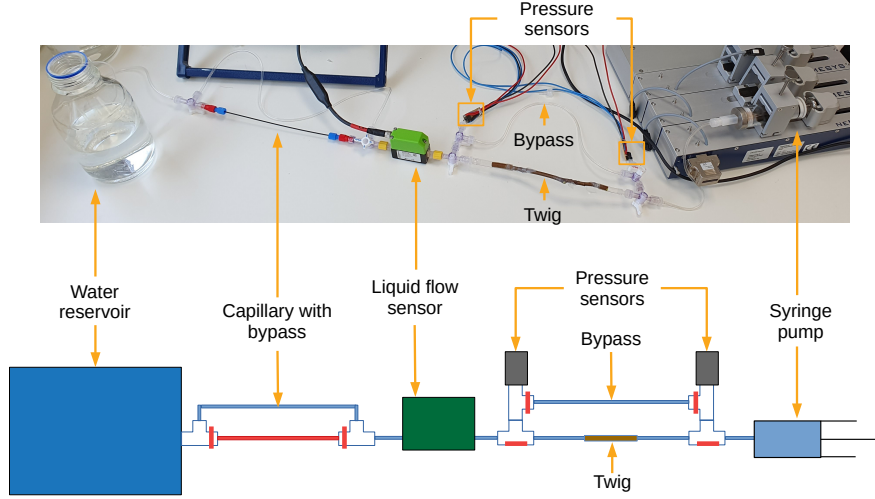 Pressure
sensors
Bypass
Twig
Water
reservoir
Capillary with
bypass
Liquid flow
sensor
Pressure
sensors
Bypass
Syringe
pump
Twig